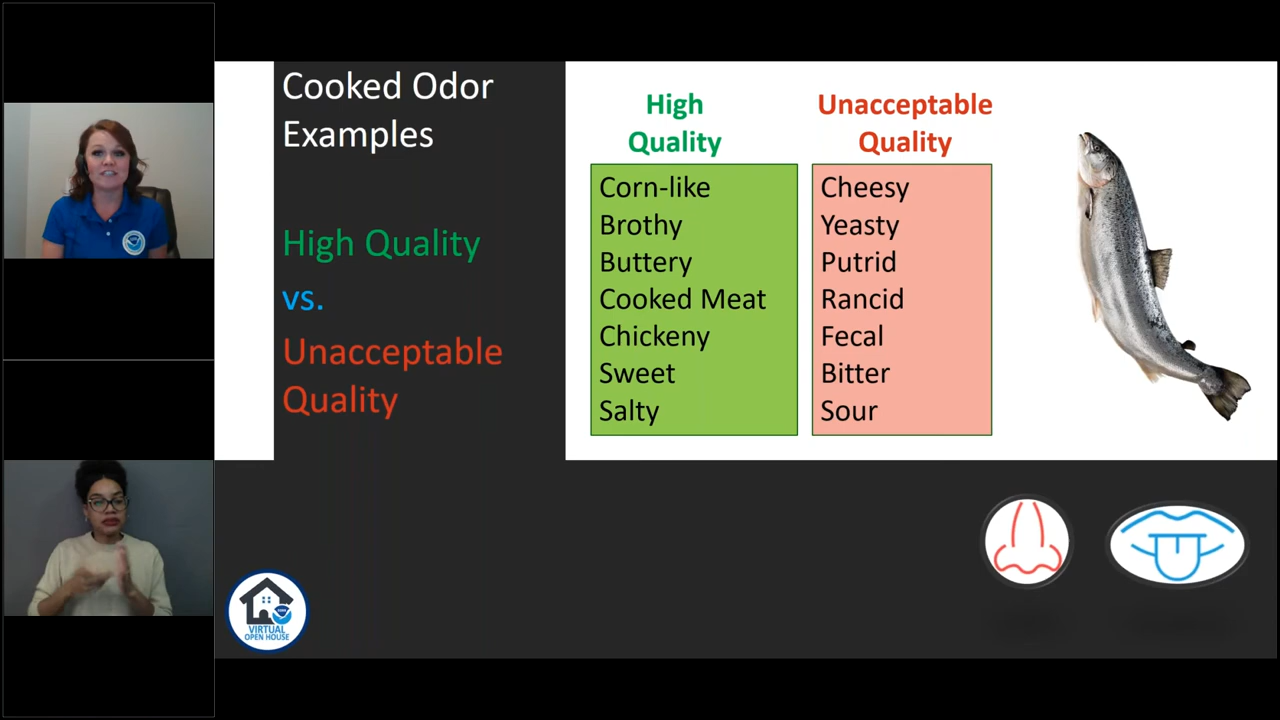 Cooked Odor
Examples
High Quality
vs.
Unacceptable
Quality
High
Quality
Corn-like
Brothy
Buttery
Cooked Meat
Chickeny
Sweet
Salty
Unacceptable
Quality
Cheesy
Yeasty
Putrid
Rancid
Fecal
Bitter
Sour
VIRTUAL
OPEN HOUSE